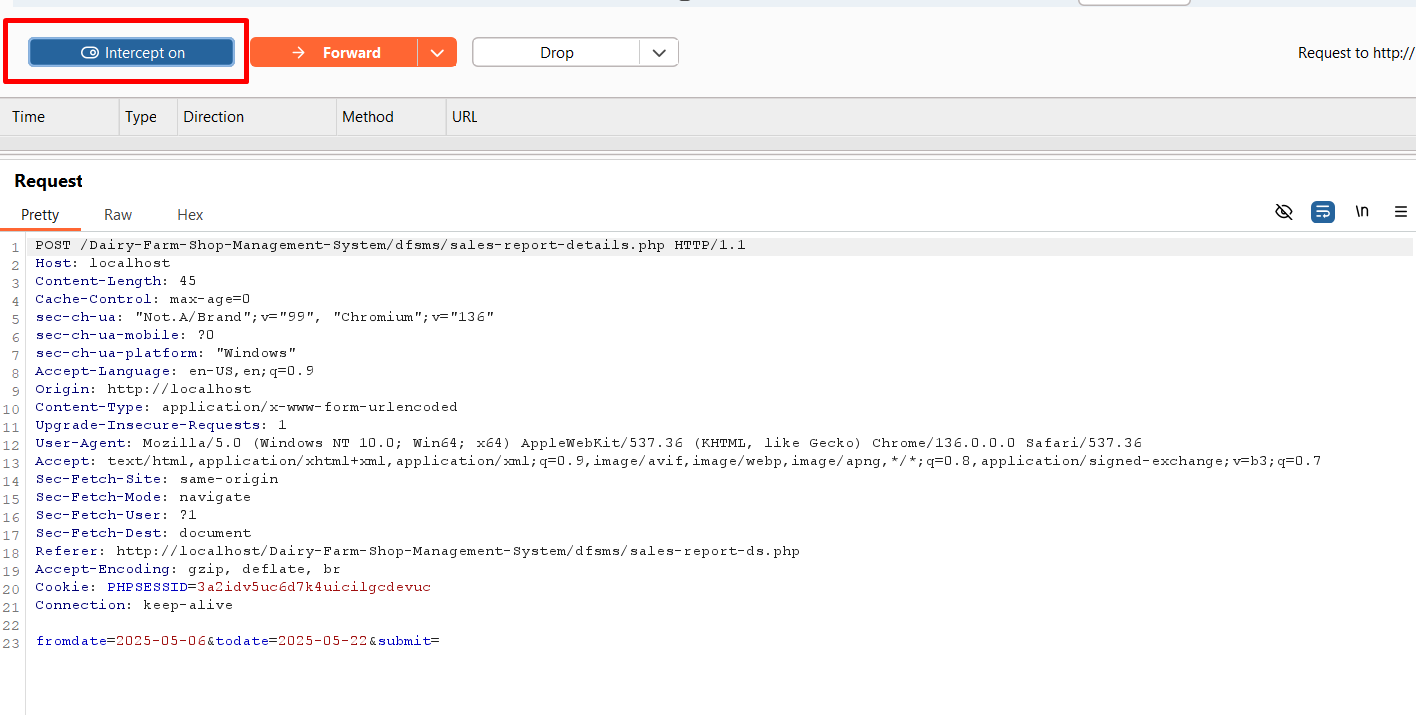 Intercept on
Forward
Drop
Request to http://
Time Type Direction Method URL
Request
Pretty Raw Hex
\n
1 POST /Dairy-Farm-Shop-Management-System/dfsms/sales-report-details.php HTTP/1.1
2 Host: localhost
3 Content-Length: 45
4 Cache-Control: max-age=0
5 sec-ch-ua: "Not.A/Brand";v="99", "Chromium";v="136"
6 sec-ch-ua-mobile: ?0
7 sec-ch-ua-platform: "Windows"
8 Accept-Language: en-US,en;q=0.9
9 Origin: http://localhost
10 Content-Type: application/x-www-form-urlencoded
11 Upgrade-Insecure-Requests: 1
12 User-Agent: Mozilla/5.0 (Windows NT 10.0; Win64; x64) AppleWebKit/537.36 (KHTML, like Gecko) Chrome/136.0.0.0 Safari/537.36
13 Accept: text/html,application/xhtml+xml,application/xml;q=0.9,image/avif,image/webp,image/apng,*/*;q=0.8,application/signed-exchange;v=b3;q=0.7
14 Sec-Fetch-Site: same-origin
15 Sec-Fetch-Mode: navigate
16 Sec-Fetch-User: ?1
17 Sec-Fetch-Dest: document
18 Referer: http://localhost/Dairy-Farm-Shop-Management-System/dfsms/sales-report-ds.php
19 Accept-Encoding: gzip, deflate, br
20 Cookie: PHPSESSID=3a2idv5uc6d7k4uicilgcdevuc
21 Connection: keep-alive
22
23 fromdate=2025-05-06&todate=2025-05-22&submit=